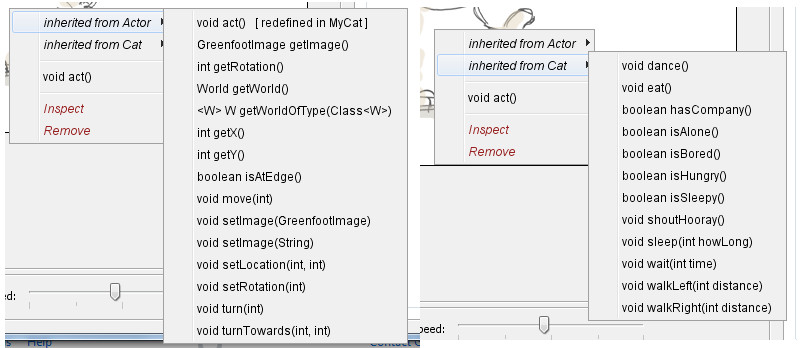 inherited from Actor
inherited from Cat
void act()
Inspect
Remove
void act() [ redefined in MyCat ]
GreenfootImage getImage()
int getRotation()
World getWorld()
<W> W getWorldOfType(Class<W>)
int getX()
int getY()
boolean isAtEdge()
void move(int)
void setImage(GreenfootImage)
void setImage(String)
void setLocation(int, int)
void setRotation(int)
void turn(int)
void turnTowards(int, int)
ed:
Help
Contact
inherited from Actor
inherited from Cat
void act()
Inspect
Remove
void dance()
void eat()
boolean hasCompany()
boolean isAlone()
boolean isBored()
boolean isHungry()
boolean isSleepy()
void shoutHooray()
void sleep(int howLong)
void wait(int time)
void walkLeft(int distance)
void walkRight(int distance)
peed: